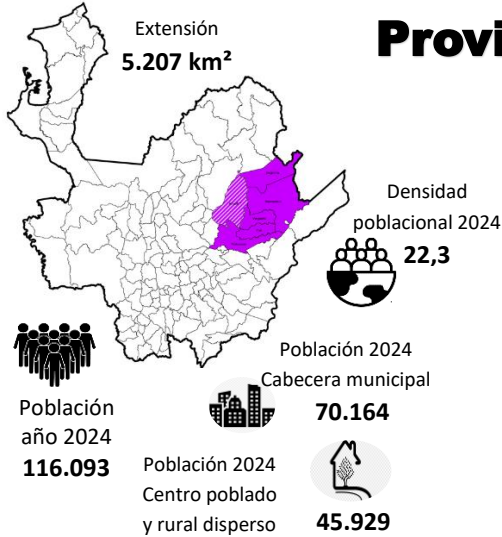 Provi
Extensión
5.207 km²
Densidad
poblacional 2024
22,3
Población 2024
Cabecera municipal
70.164
Población
año 2024
116.093
Población 2024
Centro poblado
y rural disperso
45.929